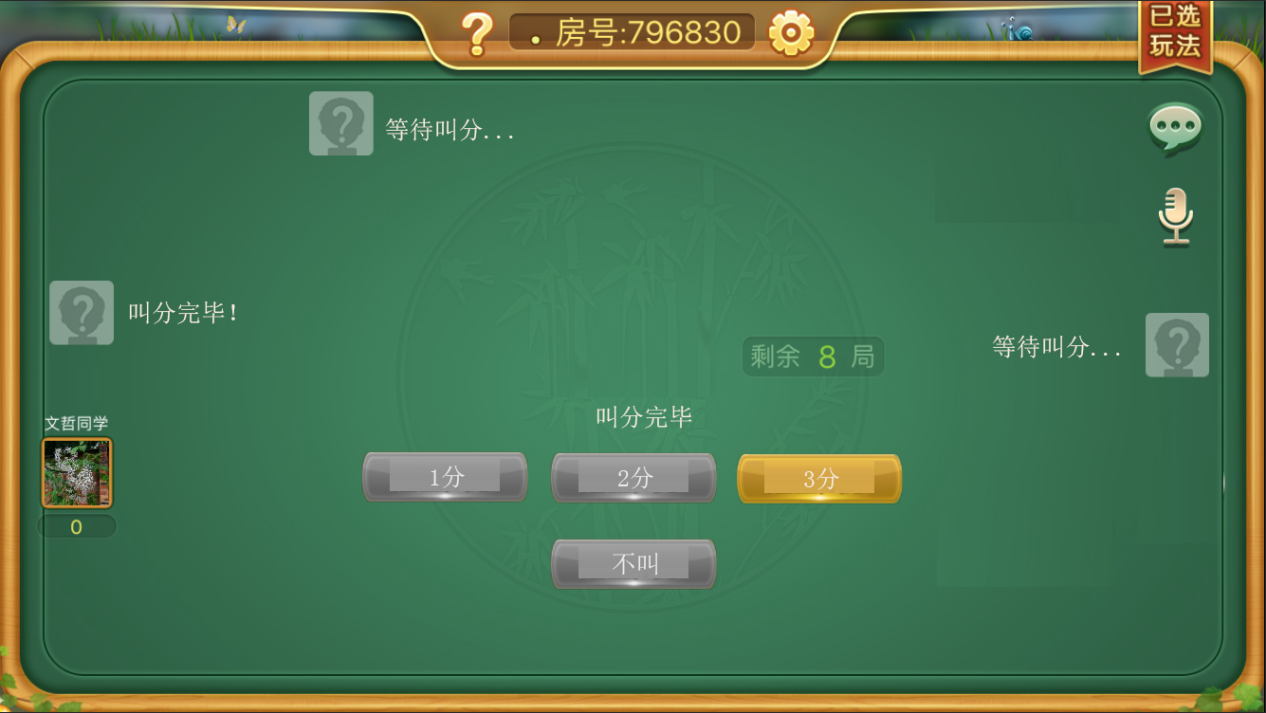 房号:796830
已选
玩法
等待叫分...
叫分完毕!
等待叫分...
剩余 8 局
叫分完毕
文哲同学
1分
2分
3分
0
不叫